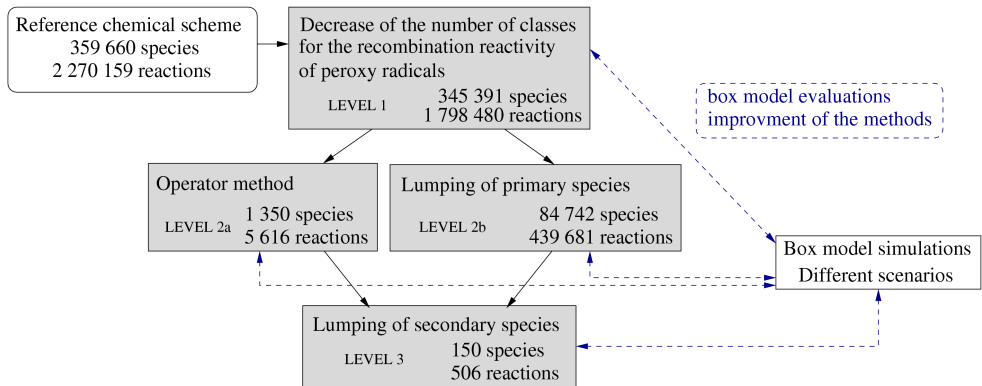 Reference chemical scheme
359 660 species
2 270 159 reactions
Decrease of the number of classes
for the recombination reactivity
of peroxy radicals
LEVEL 1
345 391 species
1 798 480 reactions
box model evaluations
improvment of the methods
Operator method
LEVEL 2a
1 350 species
5 616 reactions
Lumping of primary species
LEVEL 2b
84 742 species
439 681 reactions
Box model simulations
Different scenarios
Lumping of secondary species
LEVEL 3
150 species
506 reactions